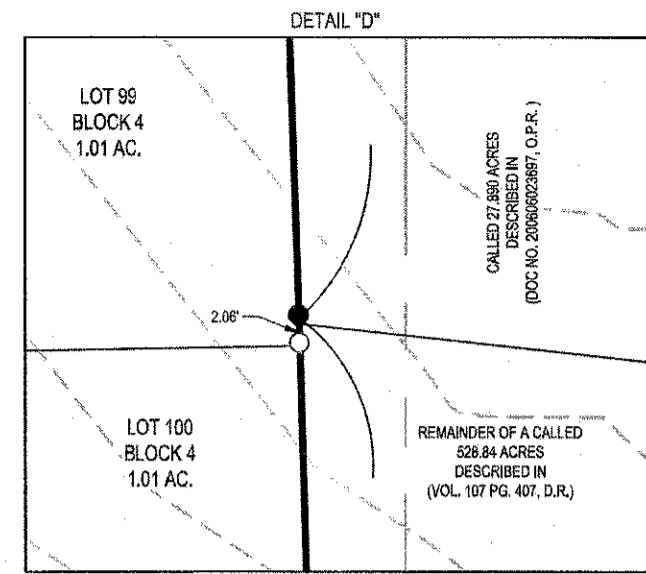 DETAIL "D"
LOT 99
BLOCK 4
1.01 AC.
CALLED 27.890 ACRES
DESCRIBED IN
(DOC NO. 200606023697, O.P.R.)
2.06'
LOT 100
BLOCK 4
1.01 AC.
REMAINDER OF A CALLED
528.84 ACRES
DESCRIBED IN
(VOL. 107 PG. 407, D.R.)